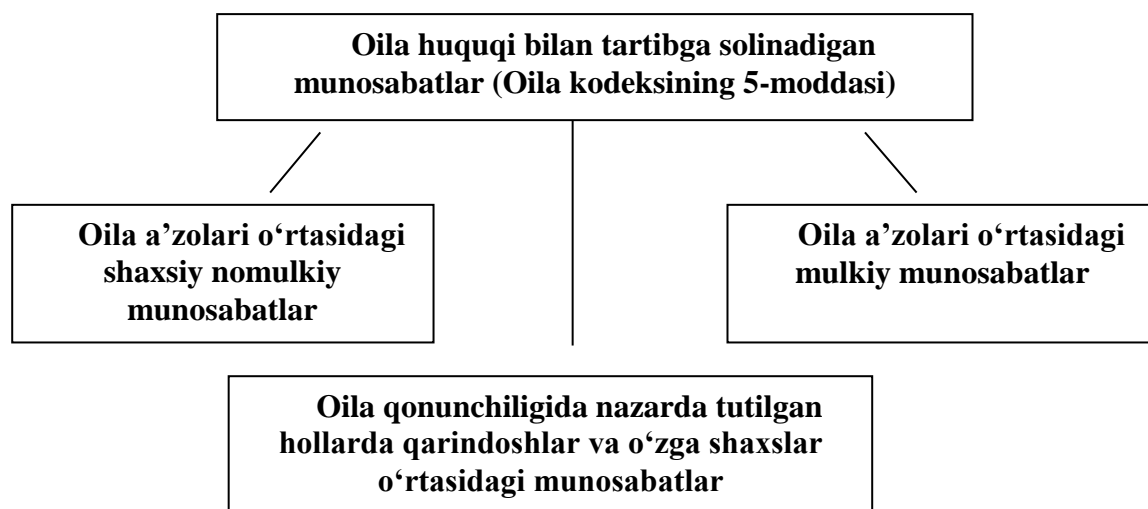 Oila huquqi bilan tartibga solinadigan
munosabatlar (Oila kodeksining 5-moddasi)
Oila a’zolari o‘rtasidagi
shaxsiy nomulkiy
munosabatlar
Oila a’zolari o‘rtasidagi
mulkiy munosabatlar
Oila qonunchiligida nazarda tutilgan
hollarda qarindoshlar va o‘zga shaxslar
o‘rtasidagi munosabatlar